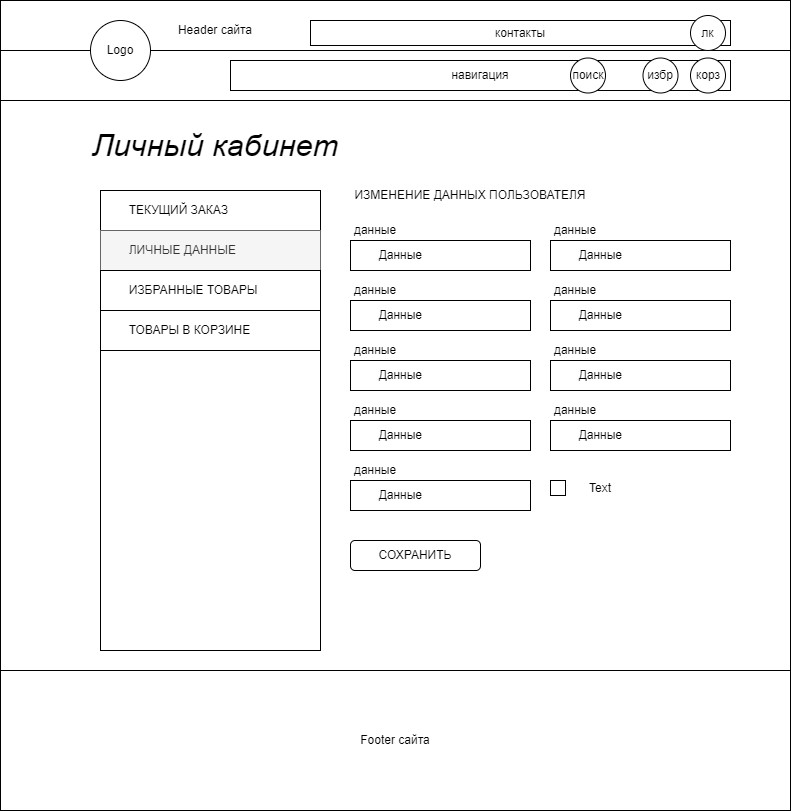 Header сайта
контакты
лк
Logo
навигация
поиск
избр
корз
Личный кабинет
ТЕКУЩИЙ ЗАКАЗ
ЛИЧНЫЕ ДАННЫЕ
ИЗБРАННЫЕ ТОВАРЫ
ТОВАРЫ В КОРЗИНЕ
ИЗМЕНЕНИЕ ДАННЫХ ПОЛЬЗОВАТЕЛЯ
данные
данные
Данные
Данные
данные
данные
Данные
Данные
данные
данные
Данные
Данные
данные
данные
Данные
Данные
данные
Данные
Text
СОХРАНИТЬ
Footer сайта